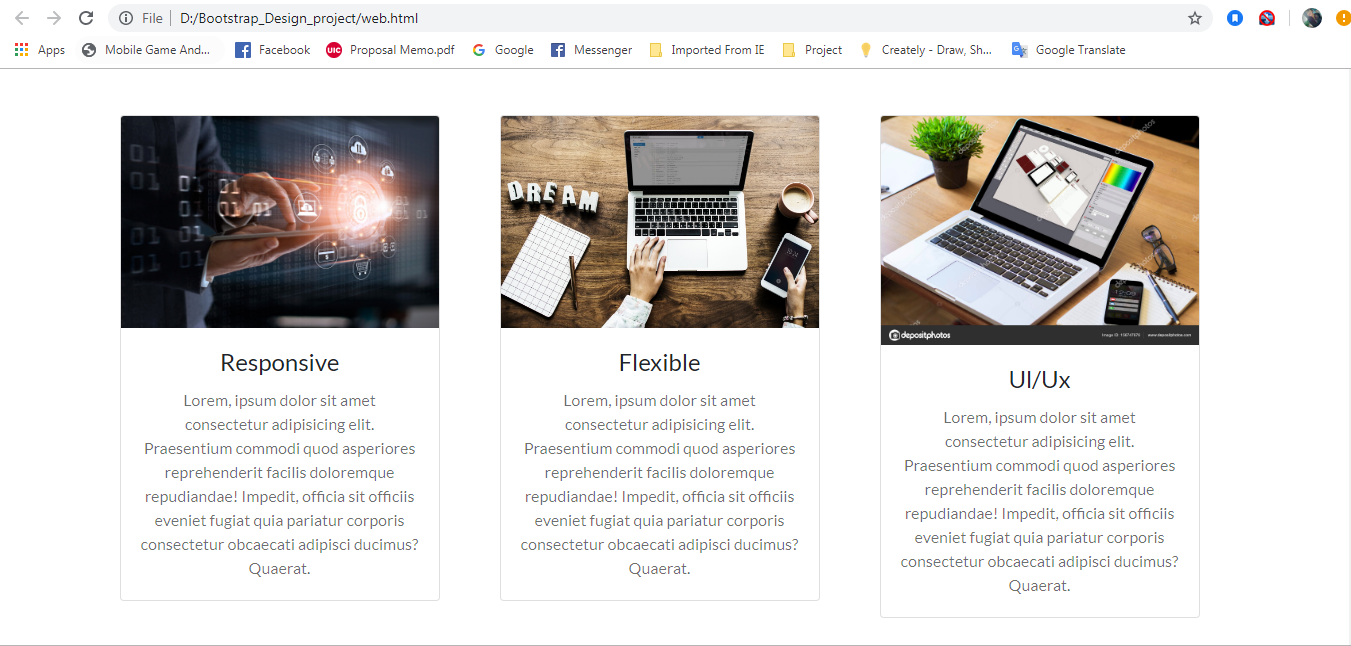 File | D:/Bootstrap_Design_project/web.html
Apps Mobile Game And... Facebook UIC Proposal Memo.pdf Google Messenger Imported From IE Project Creately - Draw, Sh... Google Translate
DREAM
depositphotos
www.depositphotos.com
Responsive
Lorem, ipsum dolor sit amet
consectetur adipisicing elit.
Praesentium commodi quod asperiores
reprehenderit facilis doloremque
repudiandae! Impedit, officia sit officiis
eveniet fugiat quia pariatur corporis
consectetur obcaecati adipisci ducimus?
Quaerat.
Flexible
Lorem, ipsum dolor sit amet
consectetur adipisicing elit.
Praesentium commodi quod asperiores
reprehenderit facilis doloremque
repudiandae! Impedit, officia sit officiis
eveniet fugiat quia pariatur corporis
consectetur obcaecati adipisci ducimus?
Quaerat.
UI/Ux
Lorem, ipsum dolor sit amet
consectetur adipisicing elit.
Praesentium commodi quod asperiores
reprehenderit facilis doloremque
repudiandae! Impedit, officia sit officiis
eveniet fugiat quia pariatur corporis
consectetur obcaecati adipisci ducimus?
Quaerat.